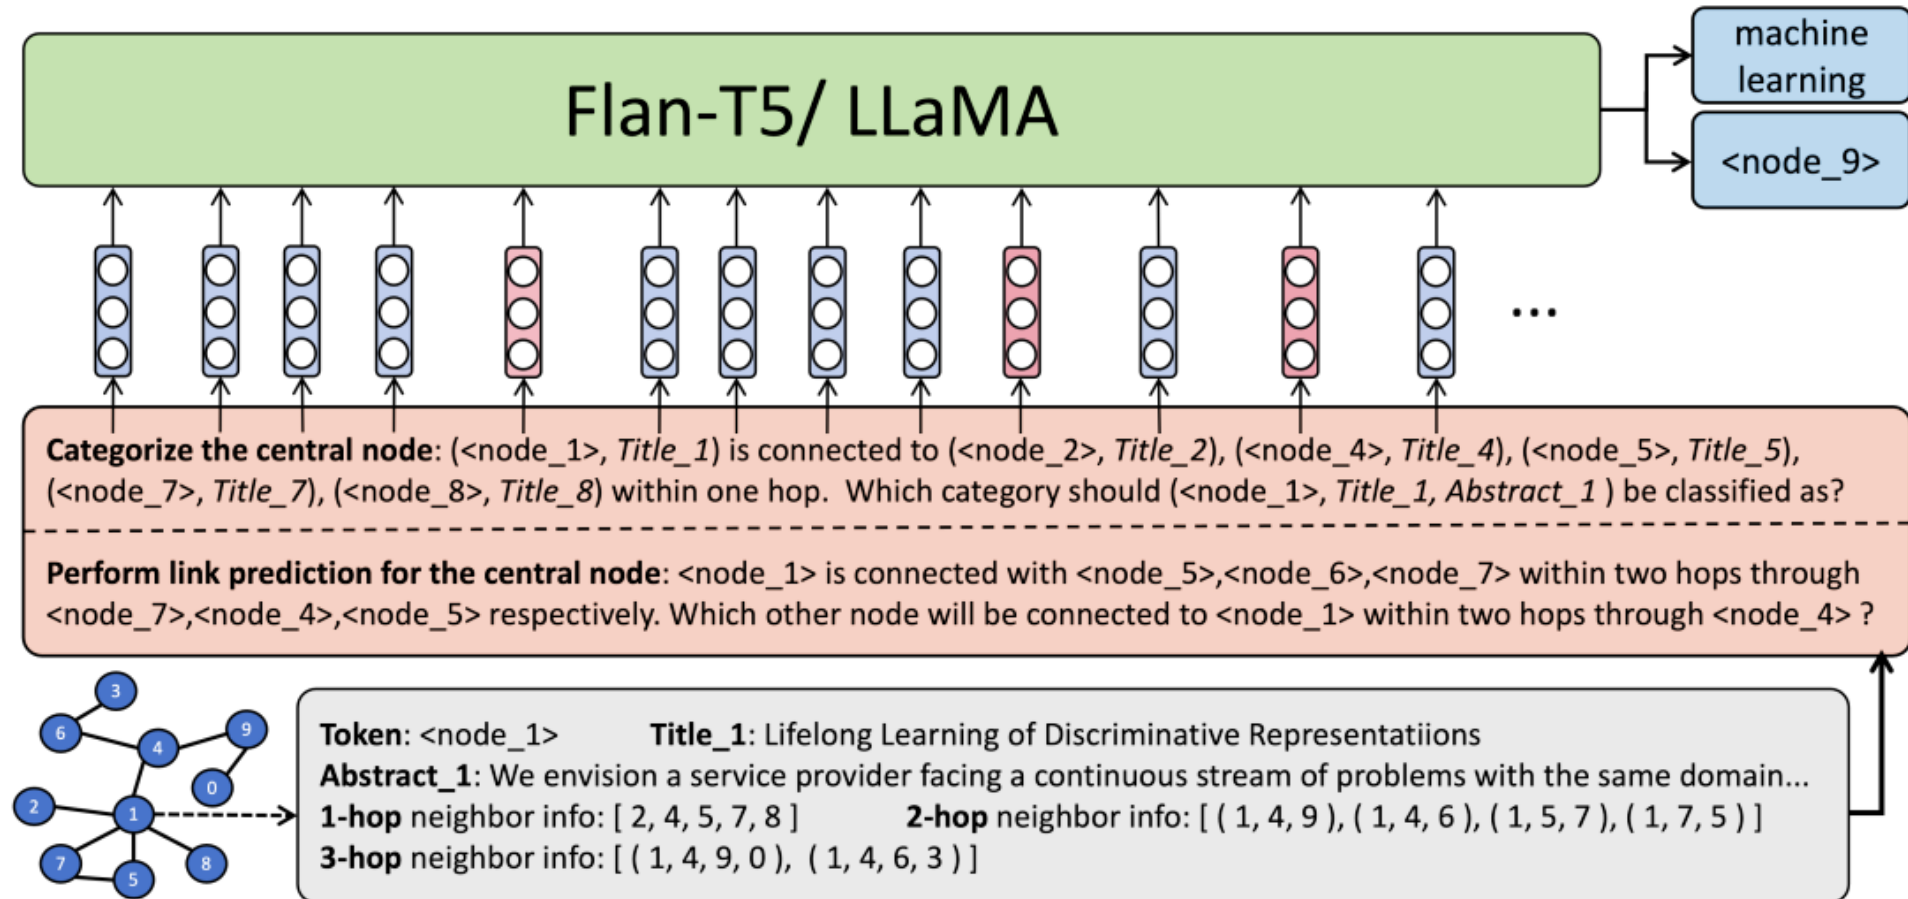 Flan-T5/ LLaMA
machine
learning
<node_9>
...
Categorize the central node: (<node_1>, Title_1) is connected to (<node_2>, Title_2), (<node_4>, Title_4), (<node_5>, Title_5),
(<node_7>, Title_7), (<node_8>, Title_8) within one hop.  Which category should (<node_1>, Title_1, Abstract_1 ) be classified as?
Perform link prediction for the central node: <node_1> is connected with <node_5>,<node_6>,<node_7> within two hops through
<node_7>,<node_4>,<node_5> respectively. Which other node will be connected to <node_1> within two hops through <node_4> ?
3
6
4
9
0
2
1
7
5
8
Token: <node_1> Title_1: Lifelong Learning of Discriminative Representatiions
Abstract_1: We envision a service provider facing a continuous stream of problems with the same domain...
1-hop neighbor info: [ 2, 4, 5, 7, 8 ] 2-hop neighbor info: [ ( 1, 4, 9 ), ( 1, 4, 6 ), ( 1, 5, 7 ), ( 1, 7, 5 ) ]
3-hop neighbor info: [ ( 1, 4, 9, 0 ),  ( 1, 4, 6, 3 ) ]